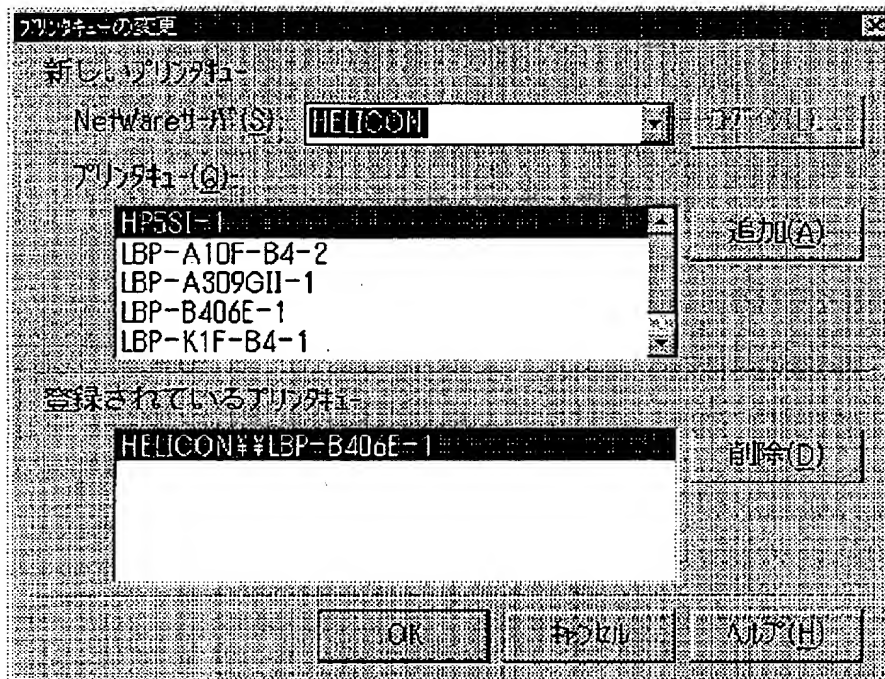 プリンタキューの変更
新しいプリンタキュー
NetWareサーバ(S): HELICON
プリンタキュー(Q)
HP5SI-1
LBP-A10F-B4-2
LBP-A309GII-1
LBP-B406E-1
LBP-K1F-B4-1
追加(A)
登録されているプリンタキュー
HELICON¥¥LBP-B406E-1
削除(D)
OK キャンセル ヘルプ(H)